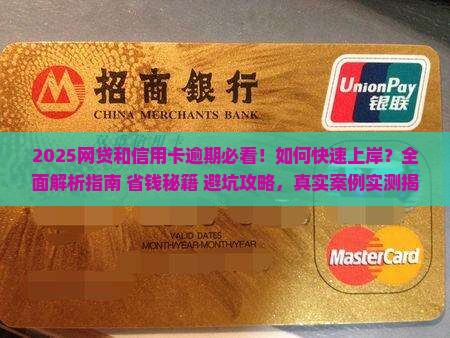 招商銀行
CHINA MERCHANTS BANK
UnionPay
银联
2025网贷和信用卡逾期必看！如何快速上岸？全
面解析指南 省钱秘籍 避坑攻略，真实案例实测揭
VALID DATES
MONTH/YEAR-MONTH/YEAR
MasterCard